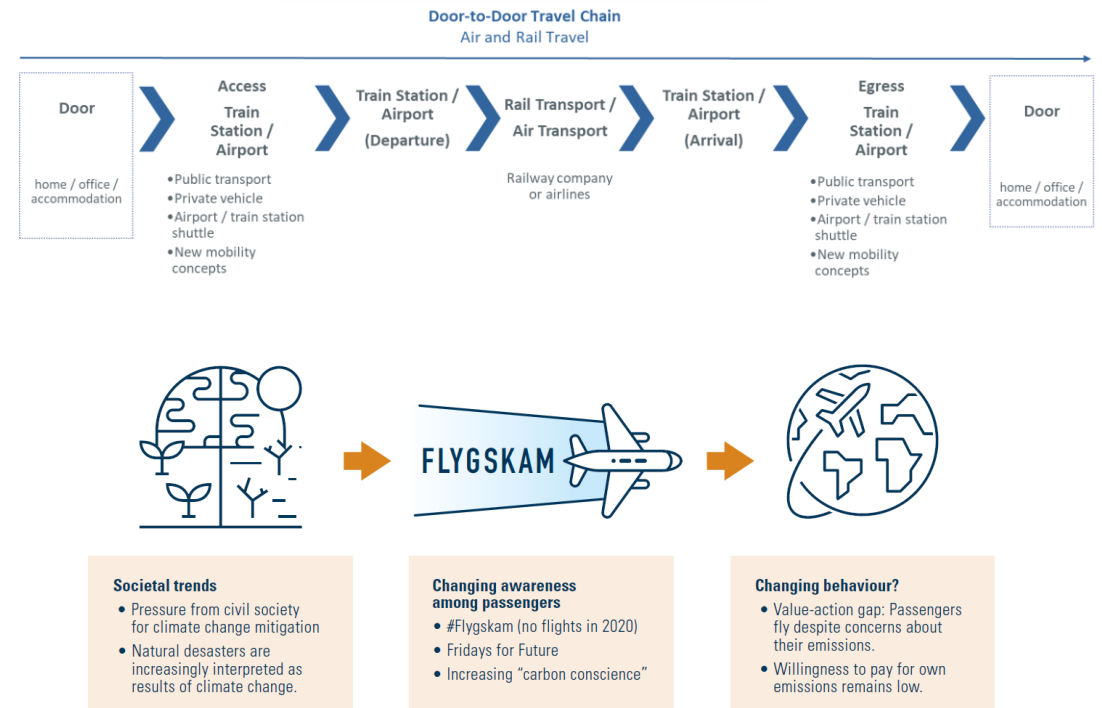 Door-to-Door Travel Chain
Air and Rail Travel
Door
home / office /
accommodation
Access
Train
Station /
Airport
•Public transport
•Private vehicle
•Airport / train station
shuttle
•New mobility
concepts
Train Station /
Airport
(Departure)
Rail Transport /
Air Transport
Railway company
or airlines
Train Station /
Airport
(Arrival)
Egress
Train
Station /
Airport
•Public transport
•Private vehicle
•Airport / train station
shuttle
•New mobility
concepts
Door
home / office /
accommodation
FLYGSKAM
Societal trends
• Pressure from civil society
for climate change mitigation
• Natural desasters are
increasingly interpreted as
results of climate change.
Changing awareness
among passengers
• #Flygskam (no flights in 2020)
• Fridays for Future
• Increasing “carbon conscience”
Changing behaviour?
• Value-action gap: Passengers
fly despite concerns about
their emissions.
• Willingness to pay for own
emissions remains low.